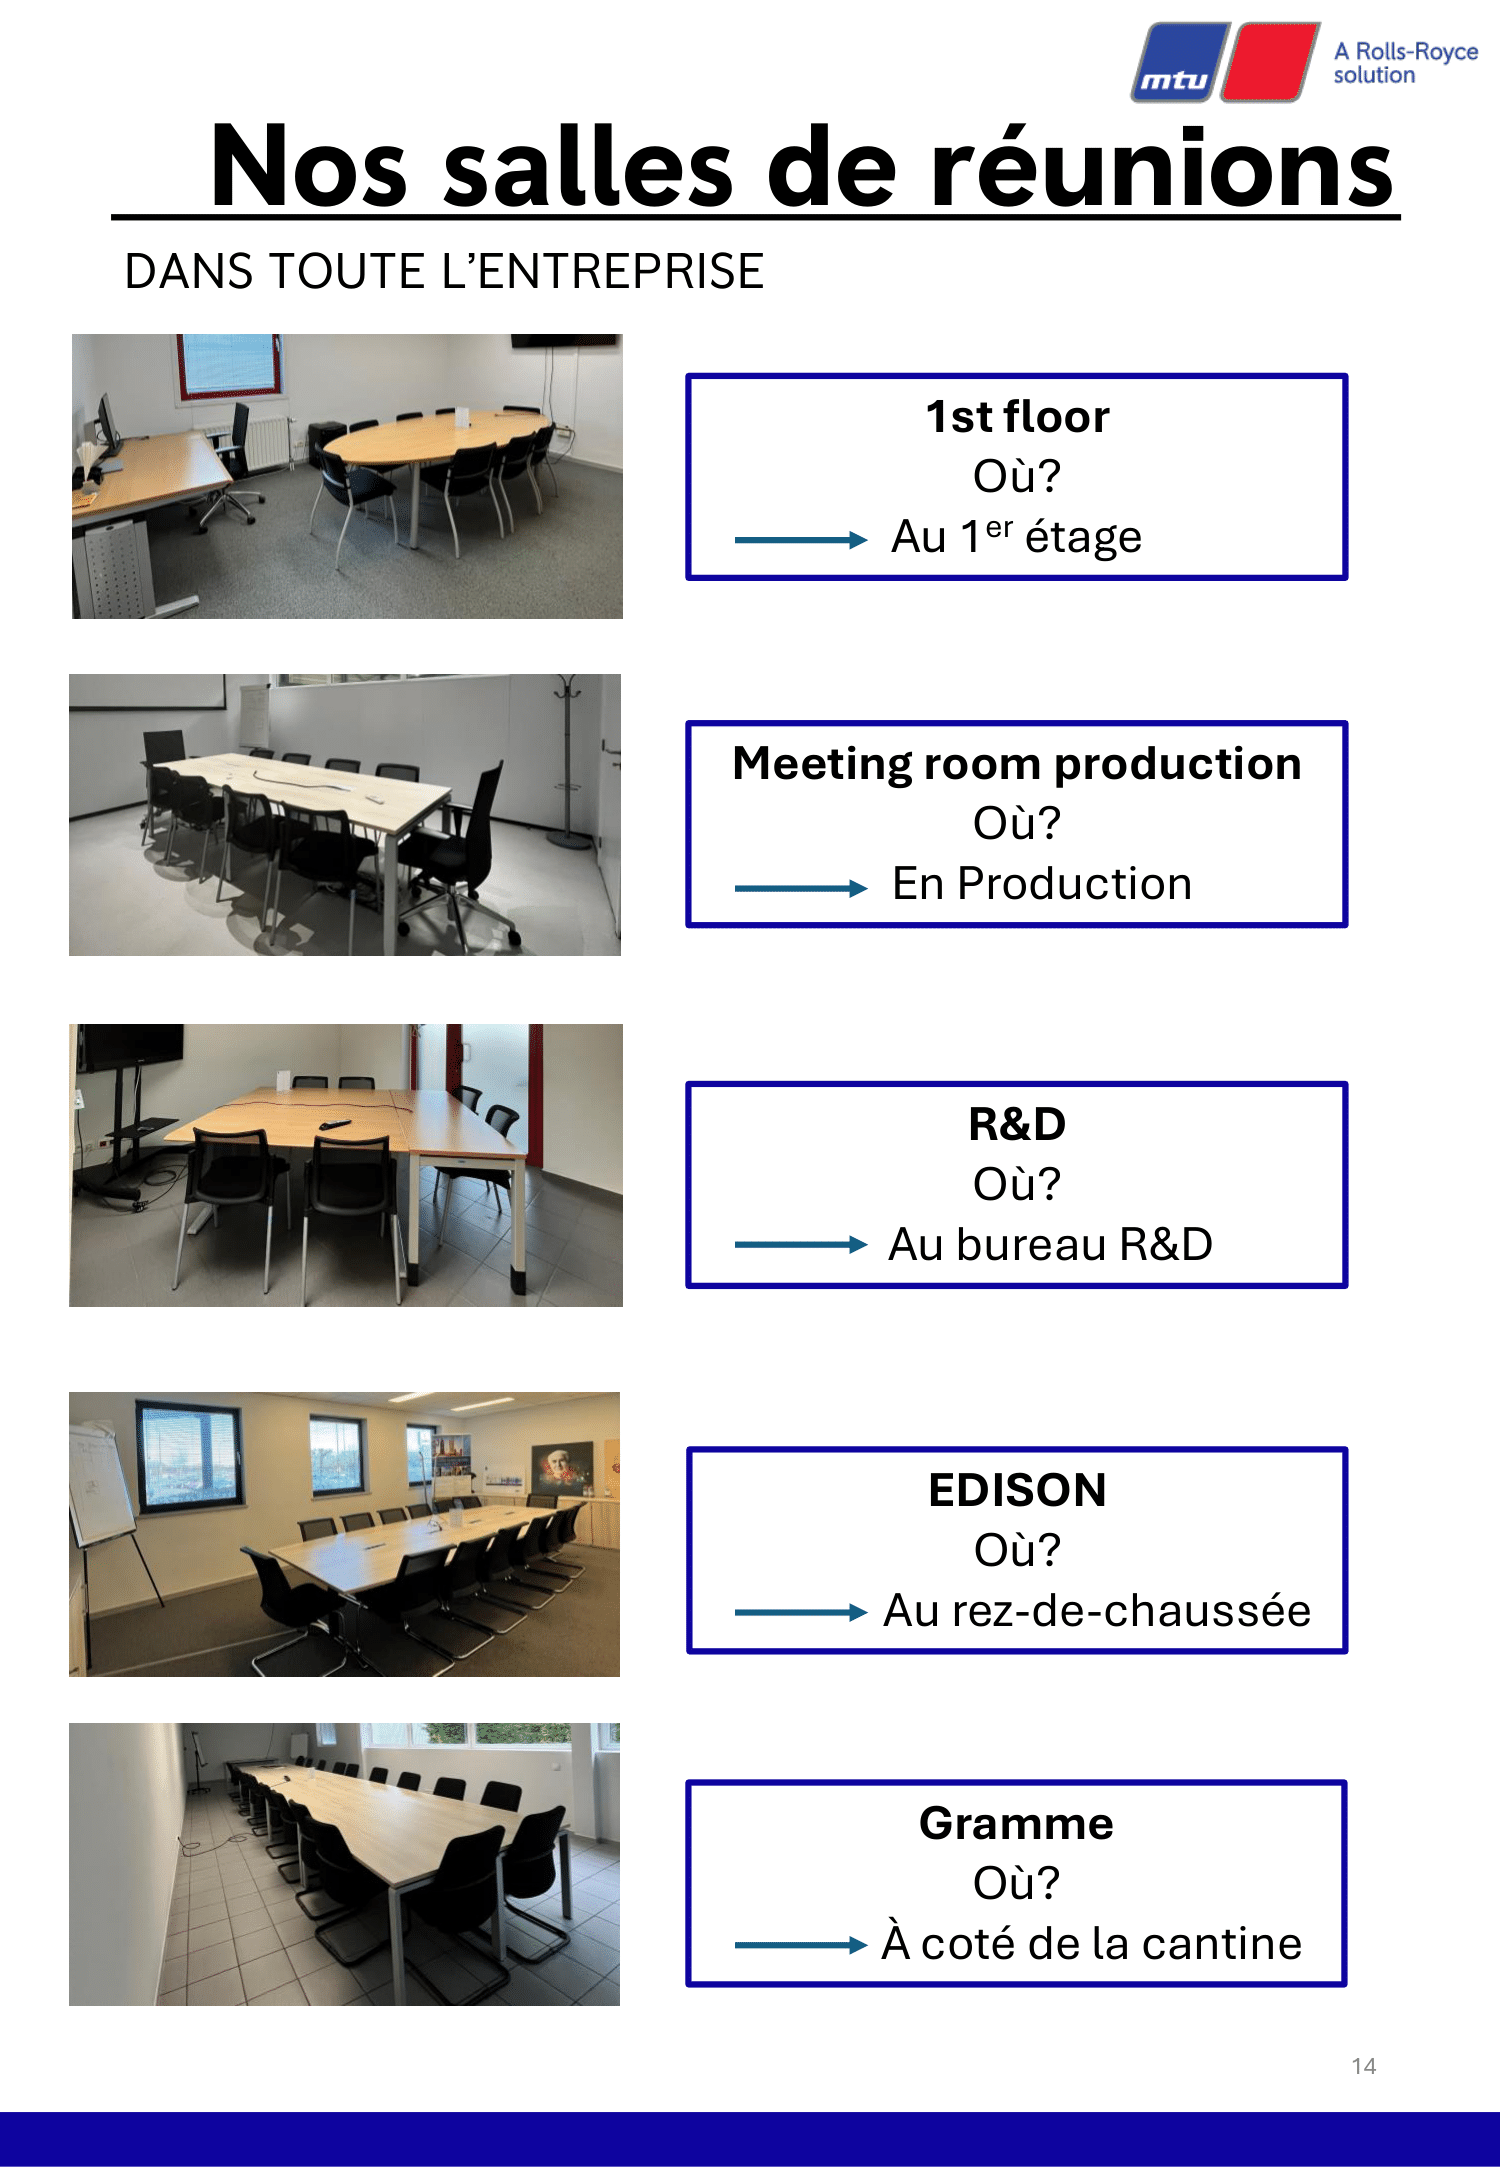 mtu
A Rolls-Royce
solution
Nos salles de réunions
DANS TOUTE L’ENTREPRISE
1st floor
Où?
Au 1er étage
Meeting room production
Où?
En Production
R&D
Où?
Au bureau R&D
EDISON
Où?
Au rez-de-chaussée
Gramme
Où?
À coté de la cantine
14